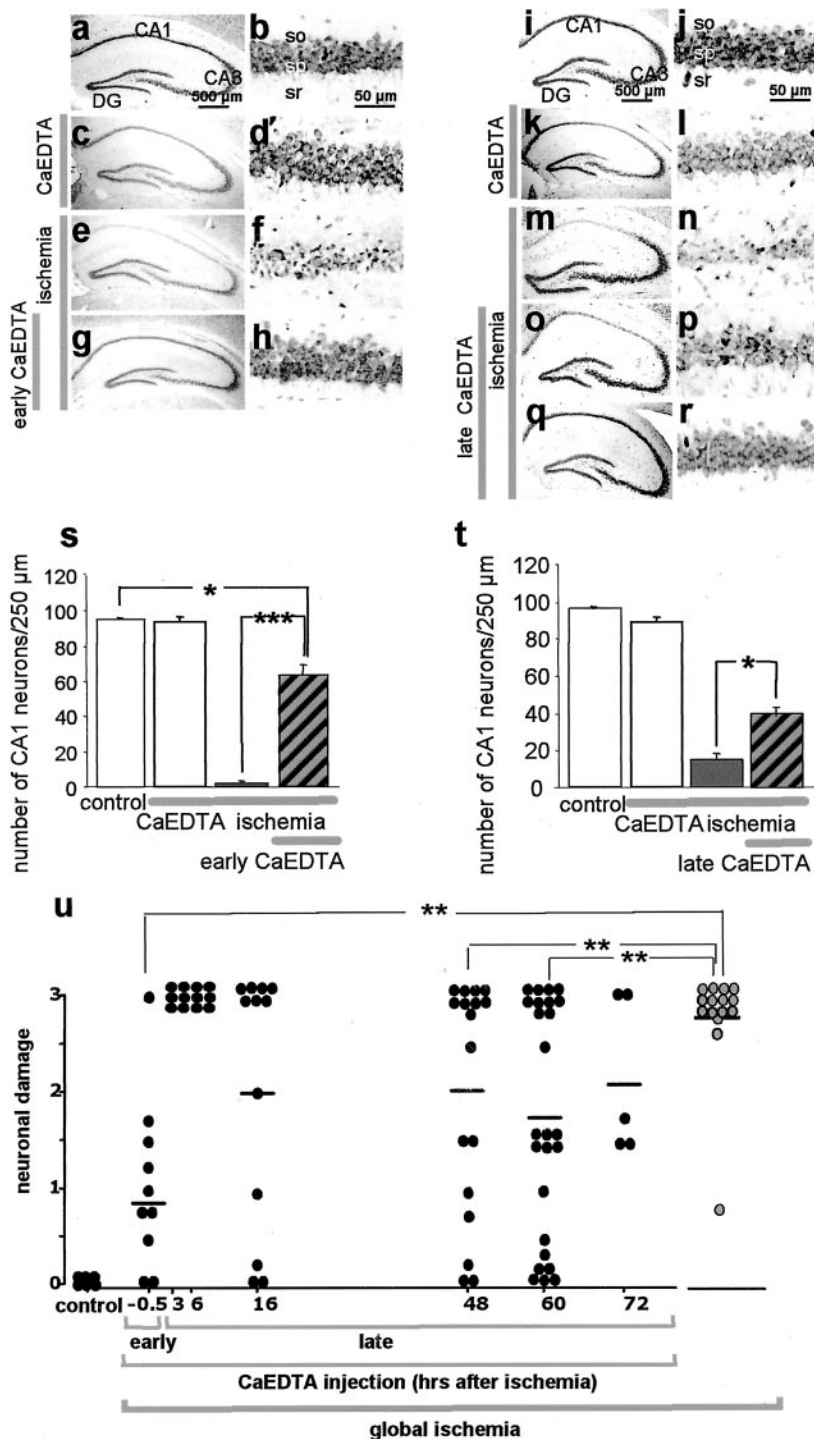 a
CA1
CA3
DG
500 µm
b
so
sp
sr
50 µm
CaEDTA
c
d′
ischemia
e
f
early CaEDTA
g
h
i
CA1
CA3
DG
500 µm
j
so
sp
sr
50 µm
CaEDTA
k
l
ischemia
m
n
late CaEDTA
o
p
q
r
s
number of CA1 neurons/250 µm
120
100
80
60
40
20
0
*
***
control
CaEDTA ischemia
early CaEDTA
t
number of CA1 neurons/250 µm
120
100
80
60
40
20
0
*
control
CaEDTA ischemia
late CaEDTA
u
**
**
**
neuronal damage
3
2
1
0
control -0.5 3 6 16 48 60 72
early late
CaEDTA injection (hrs after ischemia)
global ischemia